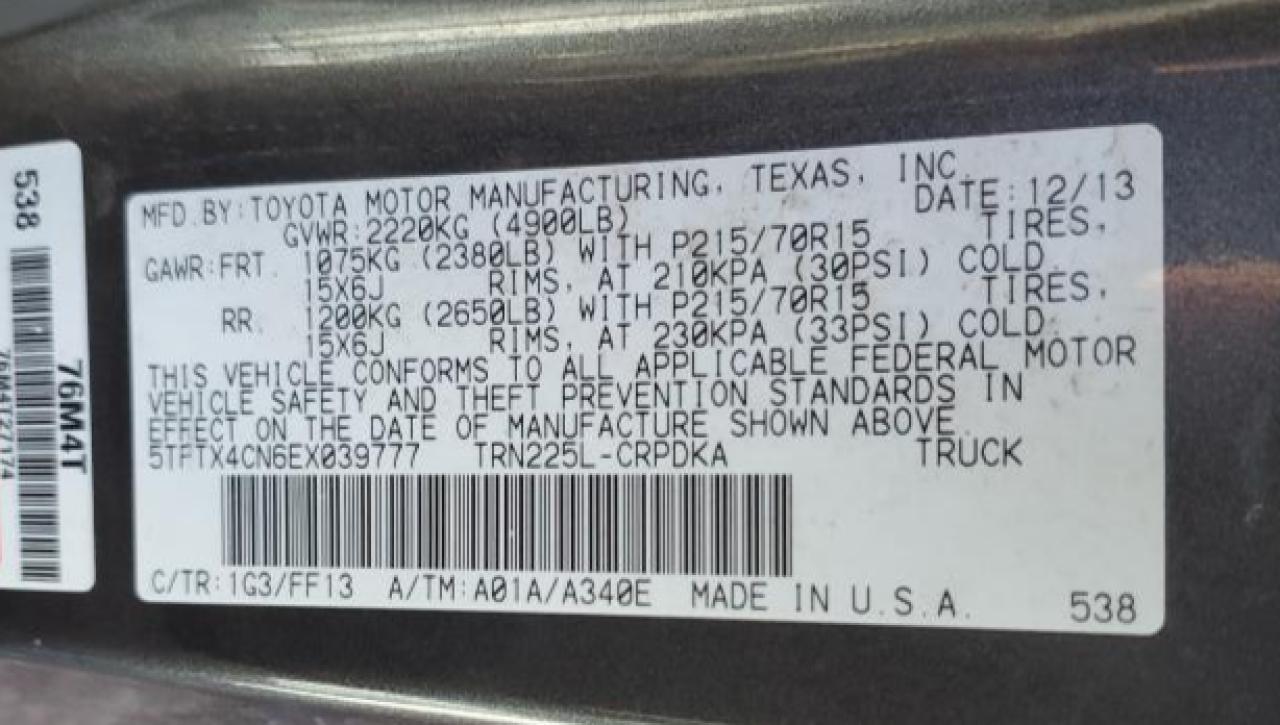 538
76M4T
MFD.BY:TOYOTA MOTOR MANUFACTURING, TEXAS, INC.
DATE:12/13
GVWR:2220KG (4900LB)
GAWR:FRT. 1075KG (2380LB) WITH P215/70R15 TIRES,
15X6J RIMS, AT 210KPA (30PSI) COLD.
RR. 1200KG (2650LB) WITH P215/70R15 TIRES,
15X6J RIMS, AT 230KPA (33PSI) COLD.
THIS VEHICLE CONFORMS TO ALL APPLICABLE FEDERAL MOTOR
VEHICLE SAFETY AND THEFT PREVENTION STANDARDS IN
EFFECT ON THE DATE OF MANUFACTURE SHOWN ABOVE.
5TFTX4CN6EX039777 TRN225L-CRPDKA TRUCK
C/TR:1G3/FF13 A/TM:A01A/A340E MADE IN U.S.A.
538